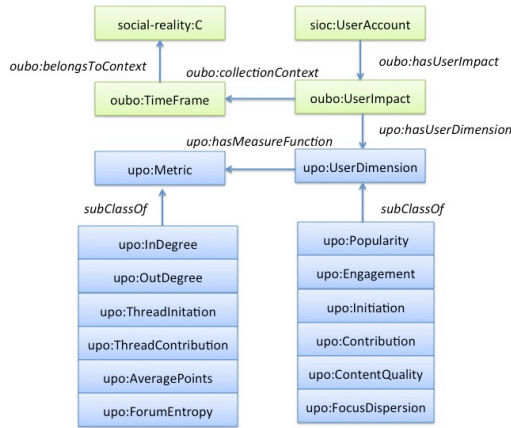 social-reality:C
sioc:UserAccount
oubo:belongsToContext
oubo:hasUserImpact
oubo:collectionContext
oubo:TimeFrame
oubo:UserImpact
upo:hasUserDimension
upo:hasMeasureFunction
upo:Metric
upo:UserDimension
subClassOf
subClassOf
upo:InDegree
upo:OutDegree
upo:ThreadInitation
upo:ThreadContribution
upo:AveragePoints
upo:ForumEntropy
upo:Popularity
upo:Engagement
upo:Initiation
upo:Contribution
upo:ContentQuality
upo:FocusDispersion